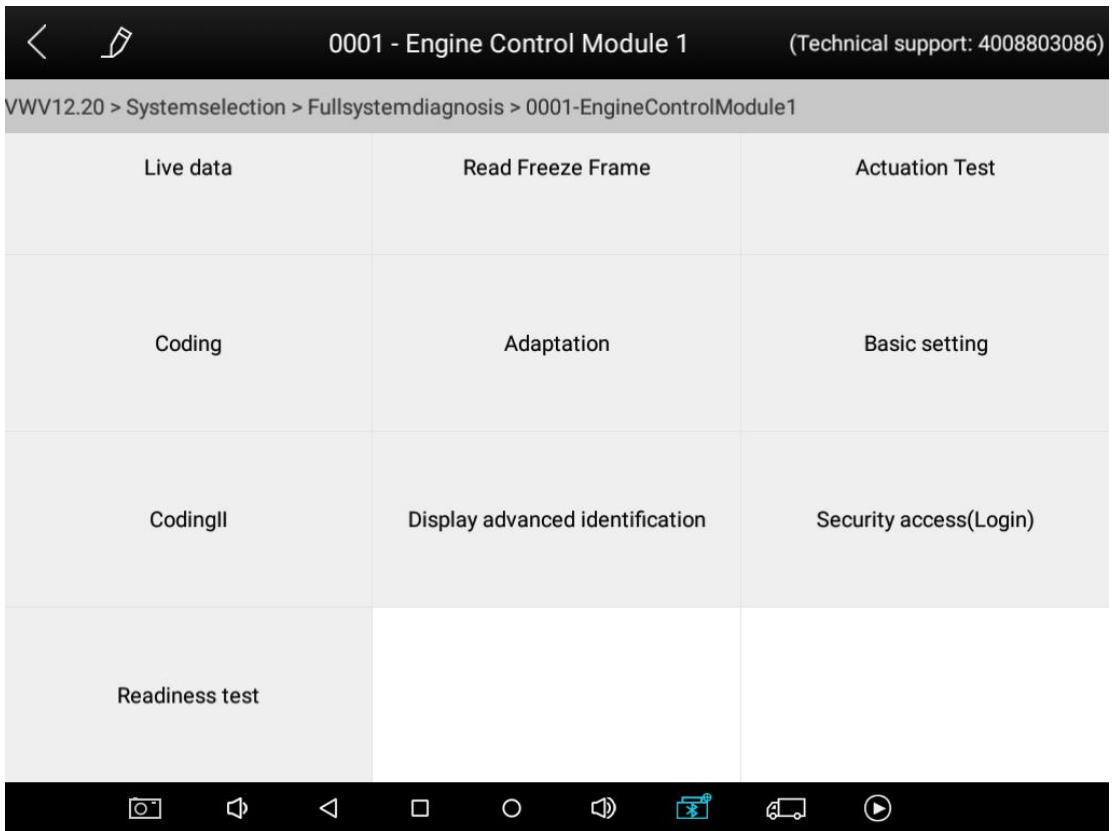 0001 - Engine Control Module 1 (Technical support: 4008803086)
VWV12.20 > Systemselection > Fullsystemdiagnosis > 0001-EngineControlModule1
Live data Read Freeze Frame Actuation Test
Coding Adaptation Basic setting
CodingII Display advanced identification Security access(Login)
Readiness test